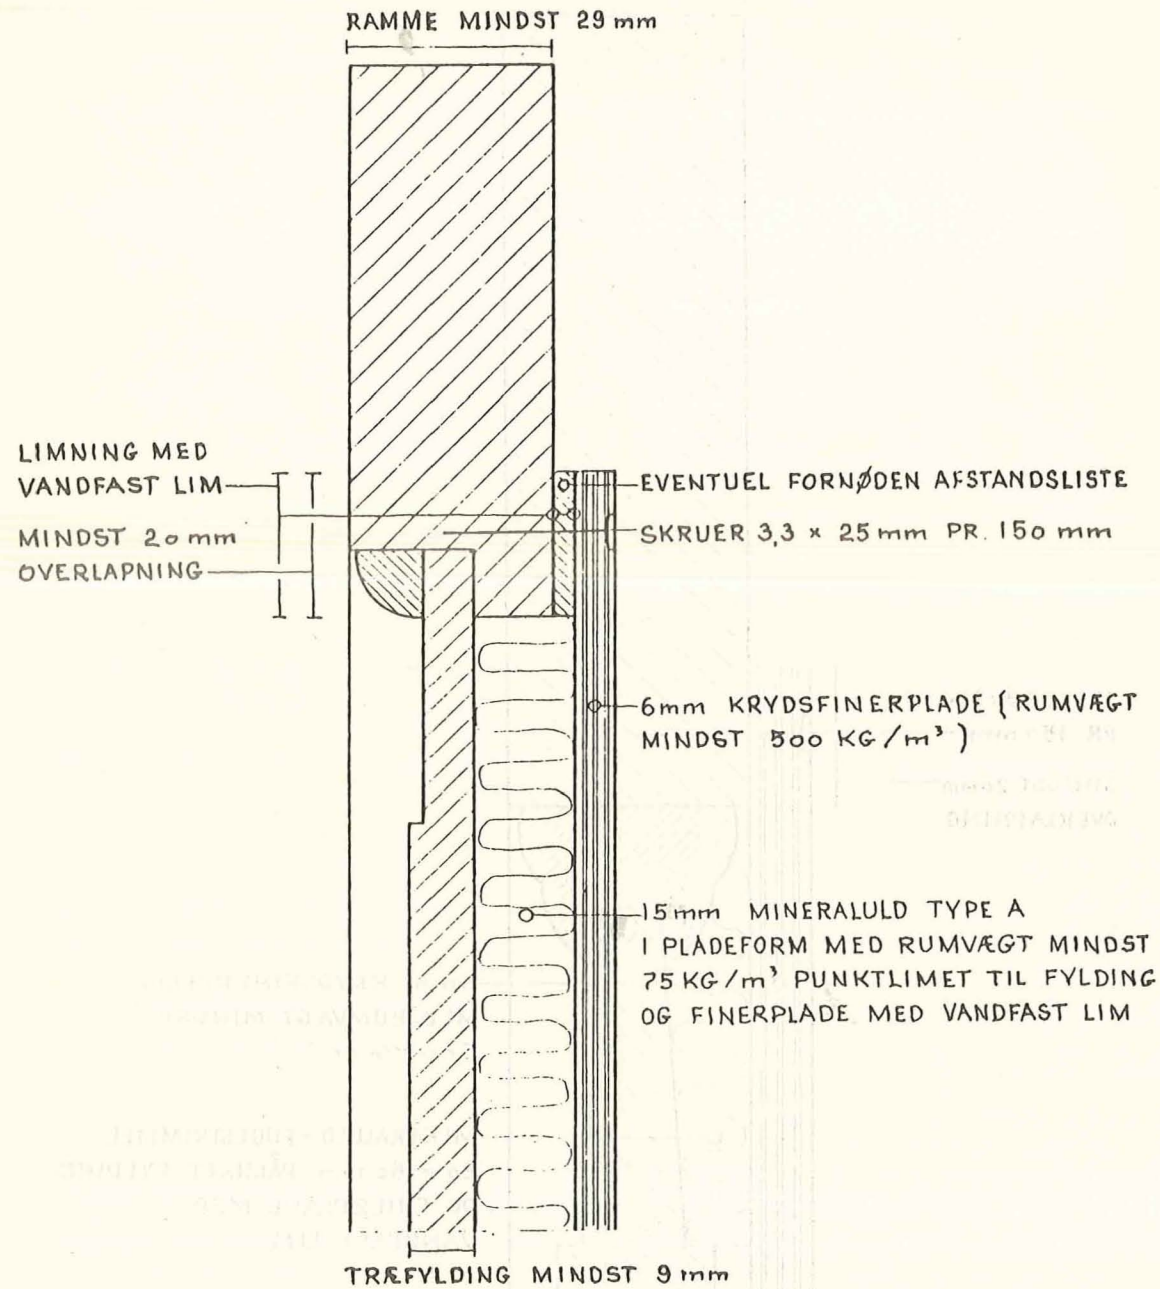 RAMME MINDST 29 mm
LIMNING MED
VANDFAST LIM
MINDST 20 mm
OVERLAPNING
EVENTUEL FORNØDEN AFSTANDSLISTE
SKRUER 3,3 x 25 mm PR. 150 mm
6 mm KRYDSFINERPLADE (RUMVÆGT
MINDST 500 KG/m³)
15 mm MINERALULD TYPE A
I PLADEFORM MED RUMVÆGT MINDST
75 KG/m³ PUNKTLIMET TIL FYLDING
OG FINERPLADE MED VANDFAST LIM
TRÆFYLDING MINDST 9 mm